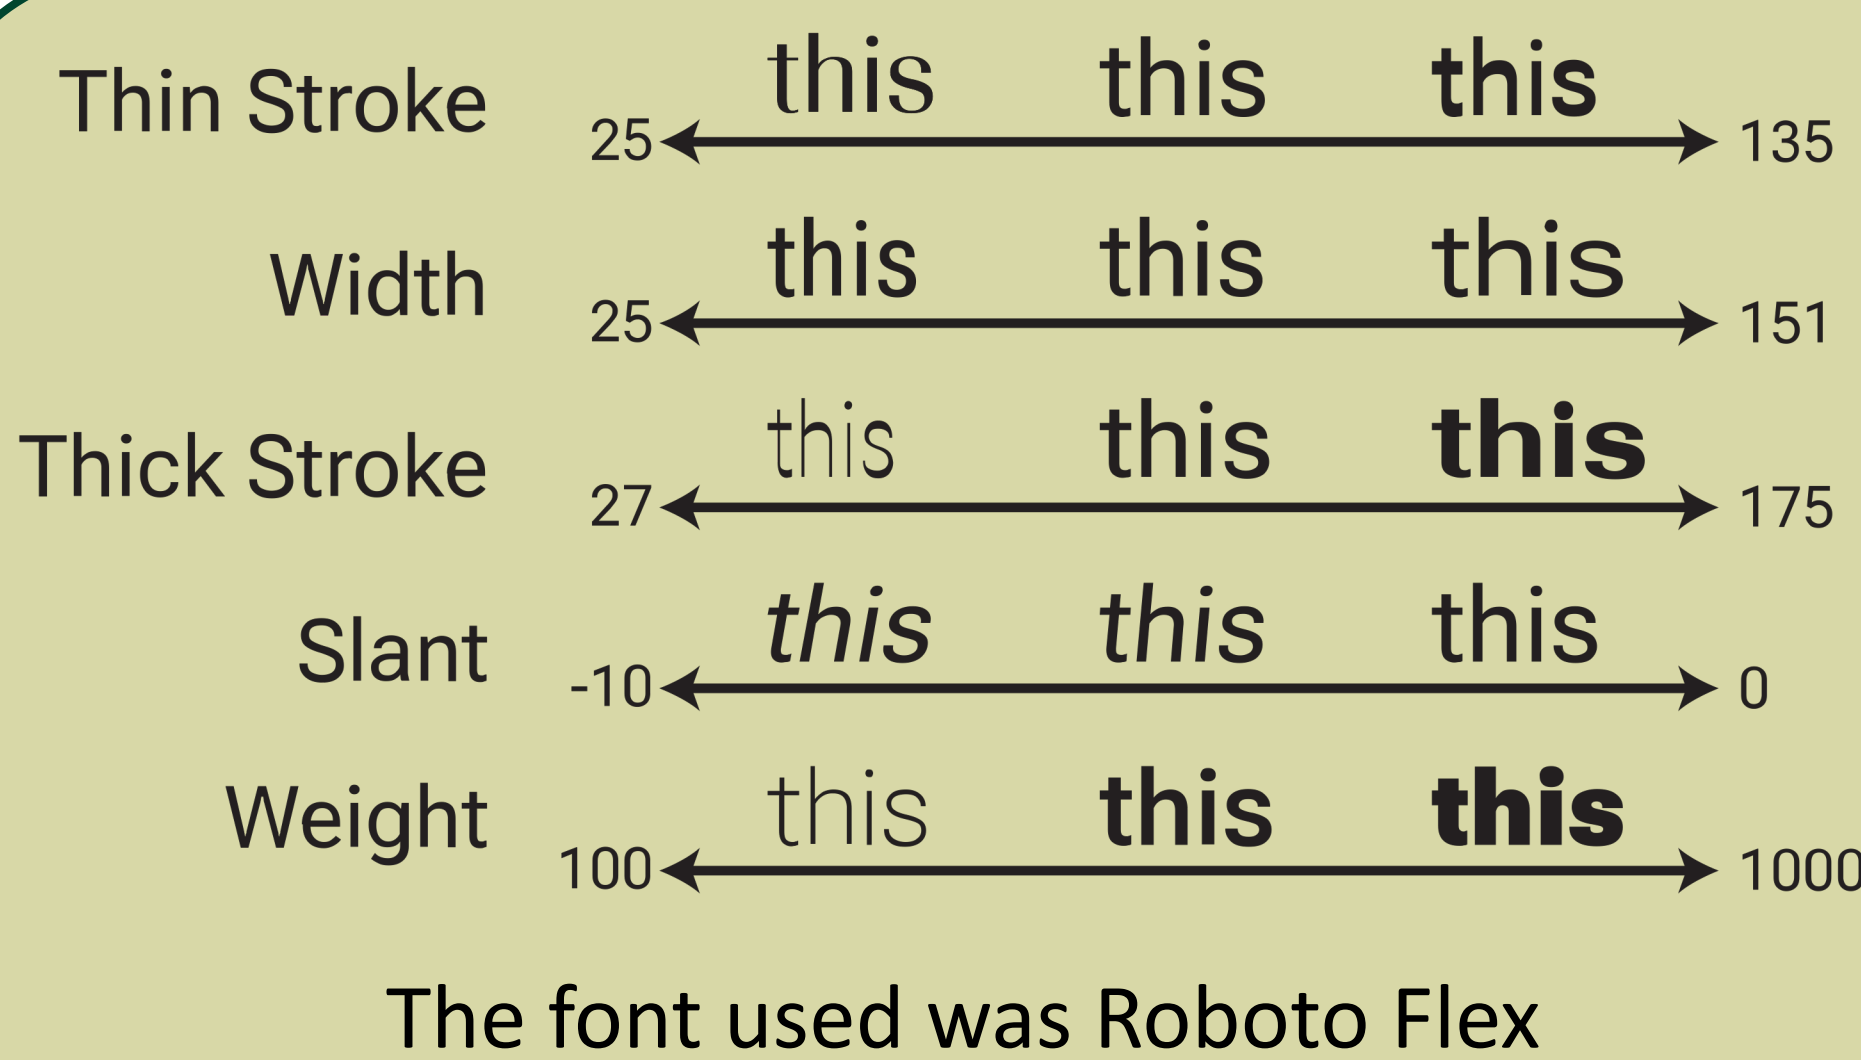 Thin Stroke 25 this this this 135
Width 25 this this this 151
Thick Stroke 27 this this this 175
Slant -10 this this this 0
Weight 100 this this this 1000
The font used was Roboto Flex